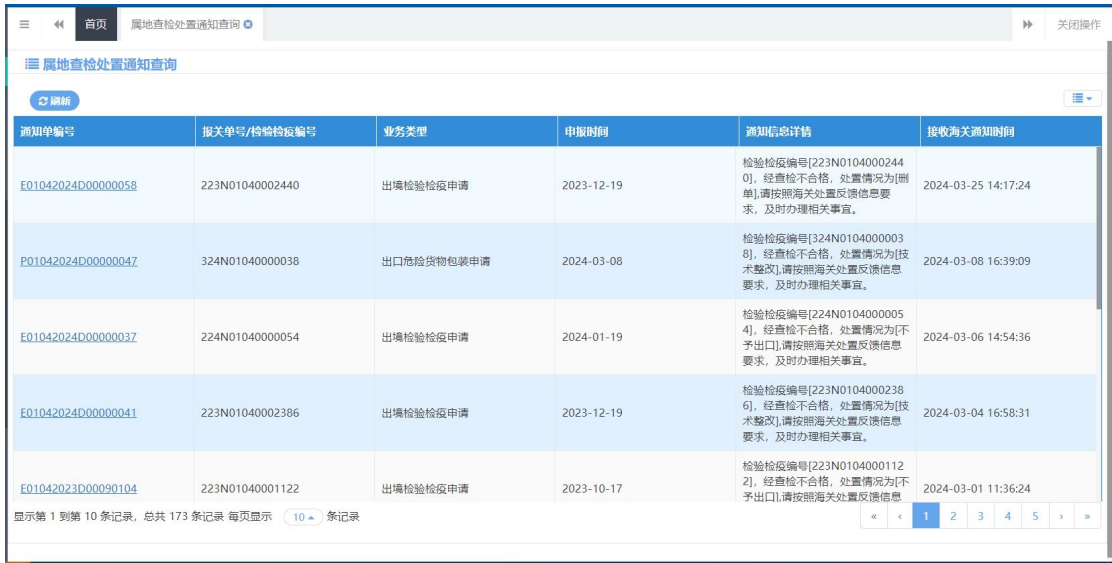 首页
属地查检处置通知查询
关闭操作
属地查检处置通知查询
刷新
通知单编号 报关单号/检验检疫编号 业务类型 申报时间 通知信息详情 接收海关通知时间
检验检疫编号[223N0104000244
0]，经查检不合格，处置情况为[删
单],请按照海关处置反馈信息要
求，及时办理相关事宜。
E01042024D00000058 223N01040002440 出境检验检疫申请 2023-12-19 2024-03-25 14:17:24
检验检疫编号[324N0104000003
8]，经查检不合格，处置情况为[技
术整改],请按照海关处置反馈信息
要求，及时办理相关事宜。
P01042024D00000047 324N01040000038 出口危险货物包装申请 2024-03-08 2024-03-08 16:39:09
检验检疫编号[224N0104000005
4]，经查检不合格，处置情况为[不
予出口],请按照海关处置反馈信息
要求，及时办理相关事宜。
E01042024D00000037 224N01040000054 出境检验检疫申请 2024-01-19 2024-03-06 14:54:36
检验检疫编号[223N0104000238
6]，经查检不合格，处置情况为[技
术整改],请按照海关处置反馈信息
要求，及时办理相关事宜。
E01042024D00000041 223N01040002386 出境检验检疫申请 2023-12-19 2024-03-04 16:58:31
检验检疫编号[223N0104000112
2]，经查检不合格，处置情况为[不
予出口],请按照海关处置反馈信息
E01042023D00090104 223N01040001122 出境检验检疫申请 2023-10-17 2024-03-01 11:36:24
显示第 1 到第 10 条记录，总共 173 条记录 每页显示 10 条记录
« ‹ 1 2 3 4 5 › »